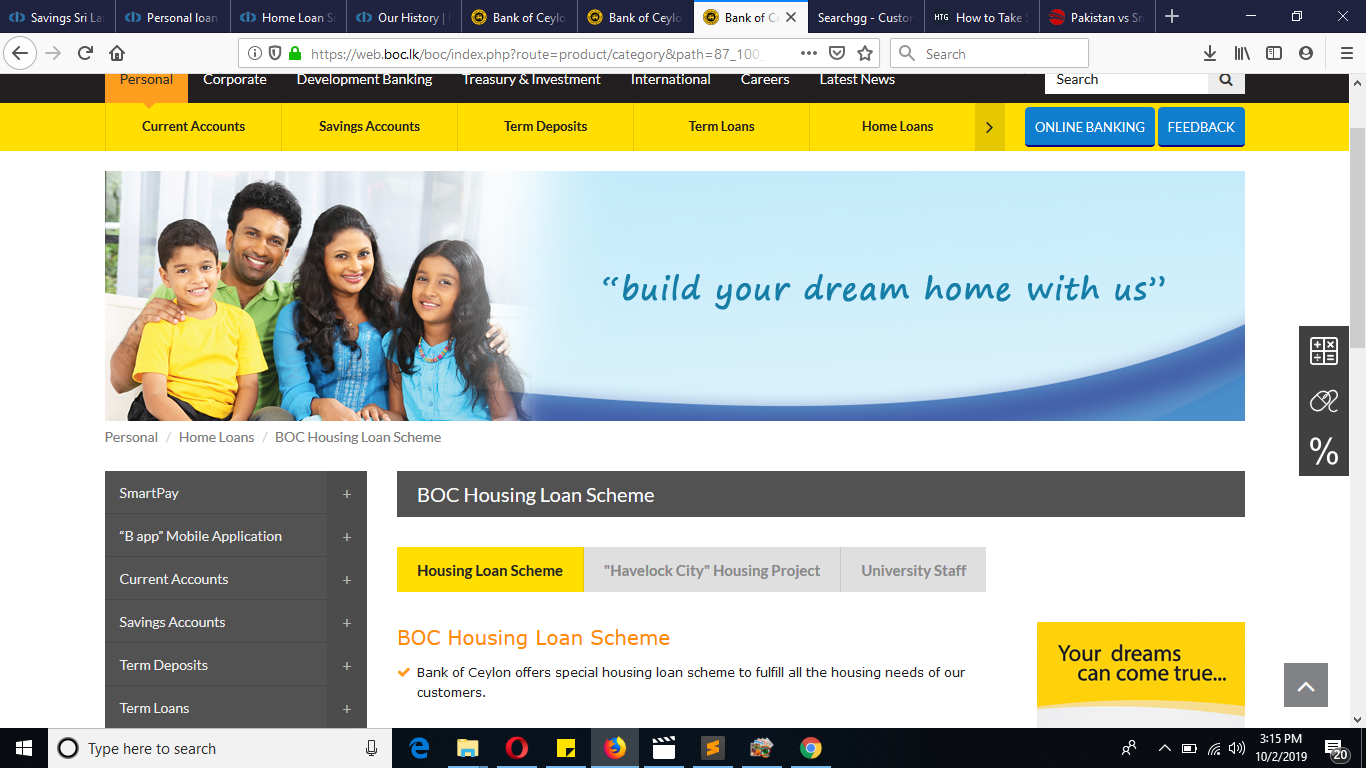 Savings Sri La
Personal loan
Home Loan S
Our History |
Bank of Ceylo
Bank of Ceylo
Bank of C
Searchgg - Custor
HTG How to Take
Pakistan vs Sr
https://web.boc.lk/boc/index.php?route=product/category&path=87_100_
Search
Personal
Corporate
Development Banking
Treasury & Investment
International
Careers
Latest News
Search
Current Accounts
Savings Accounts
Term Deposits
Term Loans
Home Loans
ONLINE BANKING
FEEDBACK
“build your dream home with us”
Personal / Home Loans / BOC Housing Loan Scheme
SmartPay +
“B app” Mobile Application +
Current Accounts +
Savings Accounts +
Term Deposits +
Term Loans +
BOC Housing Loan Scheme
Housing Loan Scheme
"Havelock City" Housing Project
University Staff
BOC Housing Loan Scheme
Bank of Ceylon offers special housing loan scheme to fulfill all the housing needs of our
customers.
Your dreams
can come true...
%
Type here to search
3:15 PM
10/2/2019
20